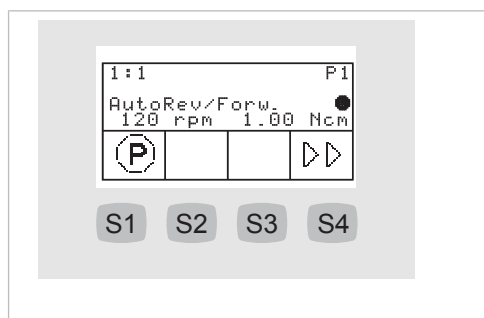 1:1 P1
AutoRev/Forw.
120 rpm 1.00 Ncm
P
S1 S2 S3 S4